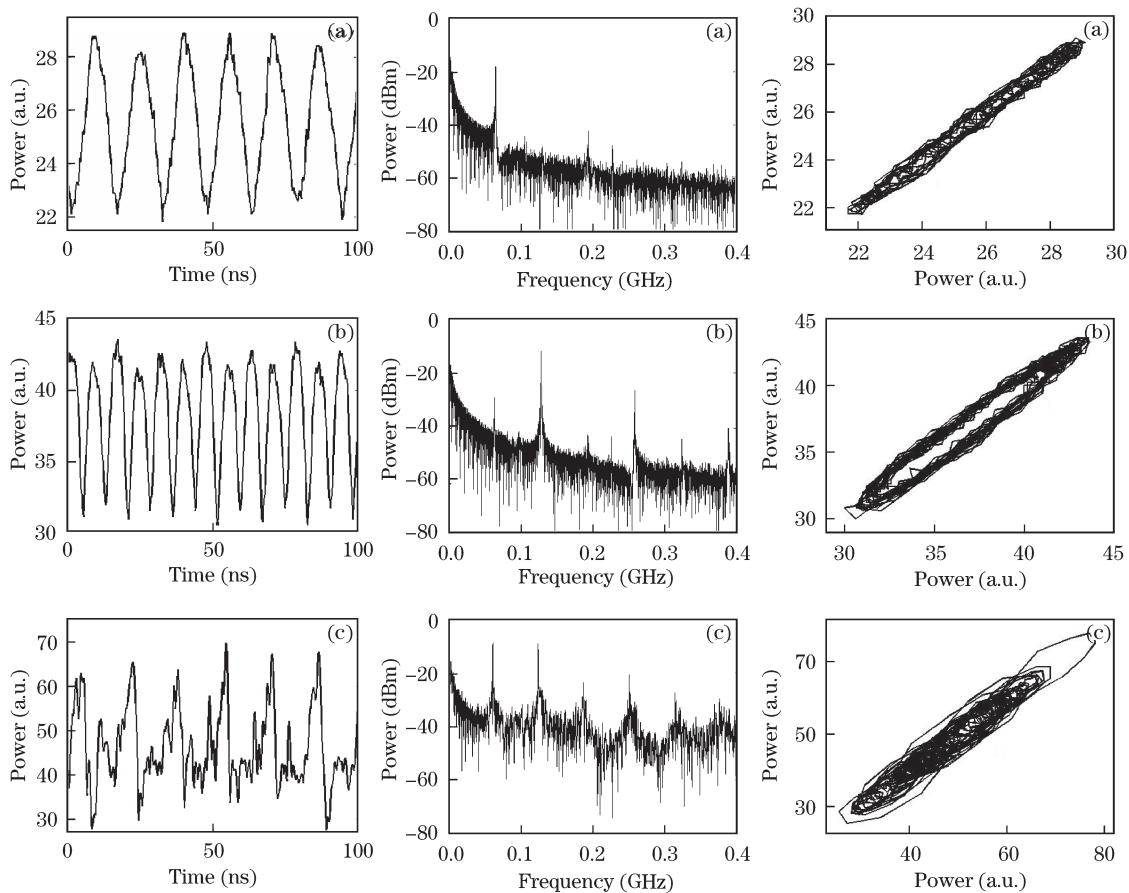 (a)
Power (a.u.)
28
26
24
22
0
50
100
Time (ns)
(a)
Power (dBm)
0
−20
−40
−60
−80
0.0
0.1
0.2
0.3
0.4
Frequency (GHz)
(a)
Power (a.u.)
30
28
26
24
22
22
24
26
28
30
Power (a.u.)
(b)
Power (a.u.)
45
40
35
30
0
50
100
Time (ns)
(b)
Power (dBm)
0
−20
−40
−60
−80
0.0
0.1
0.2
0.3
0.4
Frequency (GHz)
(b)
Power (a.u.)
45
40
35
30
30
35
40
45
Power (a.u.)
(c)
Power (a.u.)
70
60
50
40
30
0
50
100
Time (ns)
(c)
Power (dBm)
0
−20
−40
−60
−80
0.0
0.1
0.2
0.3
0.4
Frequency (GHz)
(c)
Power (a.u.)
70
50
30
40
60
80
Power (a.u.)